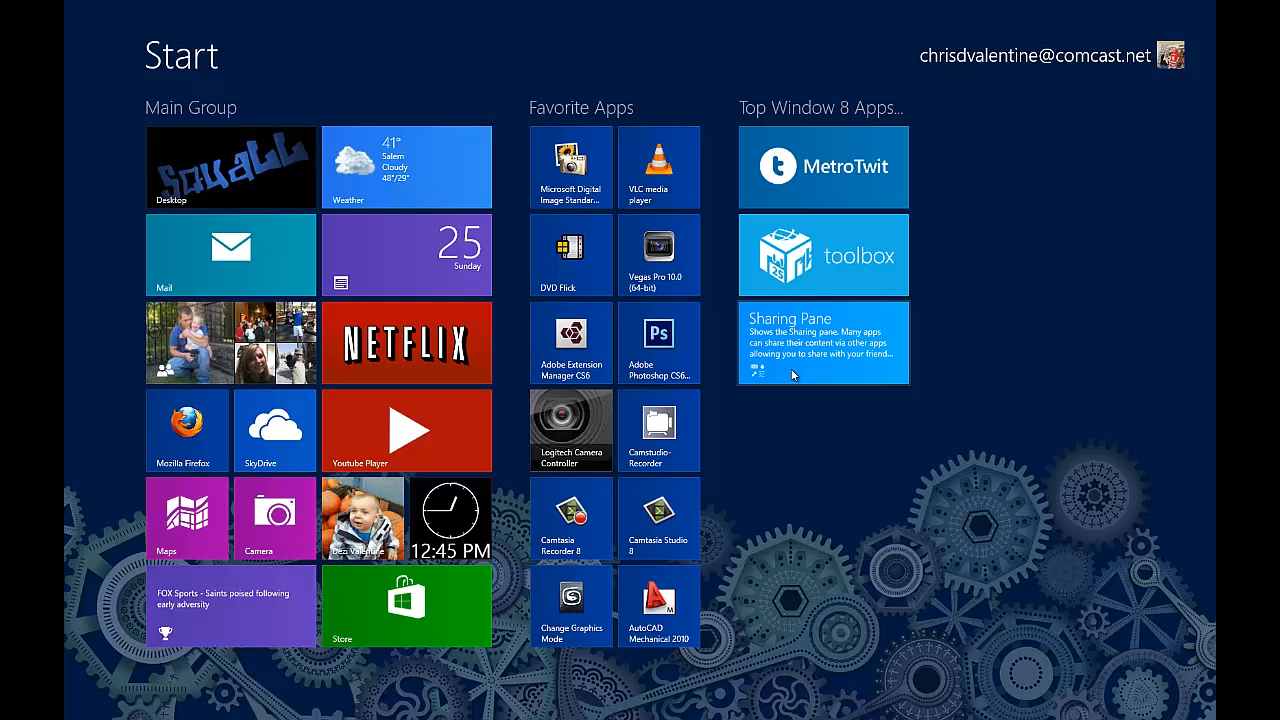 Start
chrisdvalentine@comcast.net
Main Group
Squall
Desktop
41°
Salem
Cloudy
48°/29°
Weather
Mail
25
Sunday
NETFLIX
Mozilla Firefox
SkyDrive
Youtube Player
Maps
Camera
Dezi Valentine
12:45 PM
FOX Sports - Saints poised following
early adversity
Store
Favorite Apps
Microsoft Digital
Image Standar...
VLC media
player
DVD Flick
Vegas Pro 10.0
(64-bit)
Adobe Extension
Manager CS6
Ps
Adobe
Photoshop CS6...
Logitech Camera
Controller
Camstudio-
Recorder
Camtasia
Recorder 8
Camtasia Studio
8
Change Graphics
Mode
AutoCAD
Mechanical 2010
Top Window 8 Apps...
t
MetroTwit
25
toolbox
Sharing Pane
Shows the Sharing pane. Many apps
can share their content via other apps
allowing you to share with your friend...